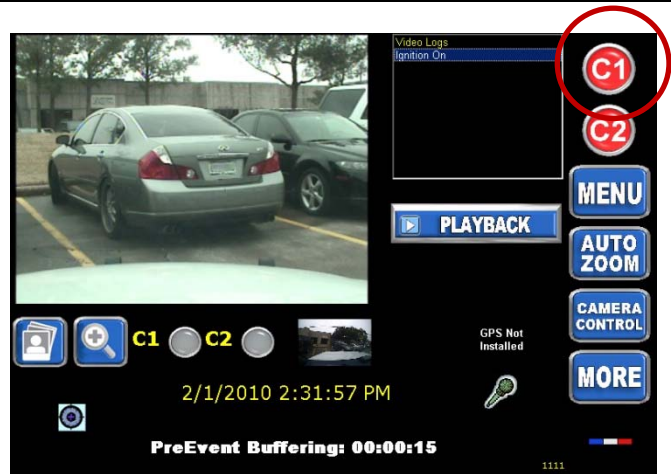 Video Logs
Ignition On
C1
C2
MENU
PLAYBACK
AUTO
ZOOM
CAMERA
CONTROL
C1
C2
GPS Not
Installed
MORE
2/1/2010 2:31:57 PM
PreEvent Buffering: 00:00:15
1111